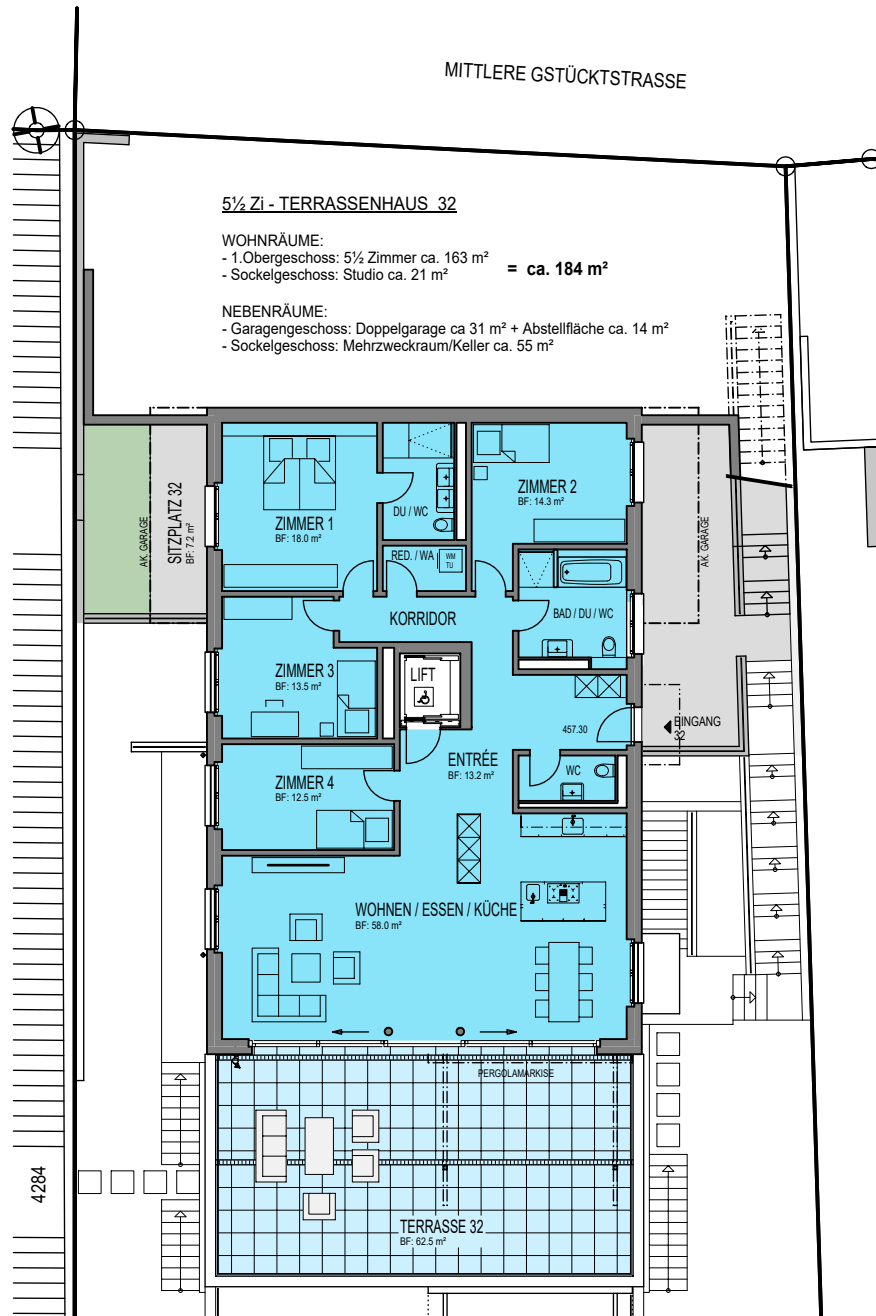 MITTLERE GSTÜCKTSTRASSE
5½ Zi - TERRASSENHAUS 32
WOHNRÄUME:
- 1.Obergeschoss: 5½ Zimmer ca. 163 m²
- Sockelgeschoss: Studio ca. 21 m²
= ca. 184 m²
NEBENRÄUME:
- Garagengeschoss: Doppelgarage ca 31 m² + Abstellfläche ca. 14 m²
- Sockelgeschoss: Mehrzweckraum/Keller ca. 55 m²
AK. GARAGE
SITZPLATZ 32
BF: 7.2 m²
ZIMMER 1
BF: 18.0 m²
DU / WC
ZIMMER 2
BF: 14.3 m²
AK. GARAGE
RED. / WA
WM
TU
KORRIDOR
BAD / DU / WC
ZIMMER 3
BF: 13.5 m²
LIFT
457.30
EINGANG
32
ENTRÉE
BF: 13.2 m²
WC
ZIMMER 4
BF: 12.5 m²
WOHNEN / ESSEN / KÜCHE
BF: 58.0 m²
PERGOLAMARKISE
4284
TERRASSE 32
BF: 62.5 m²